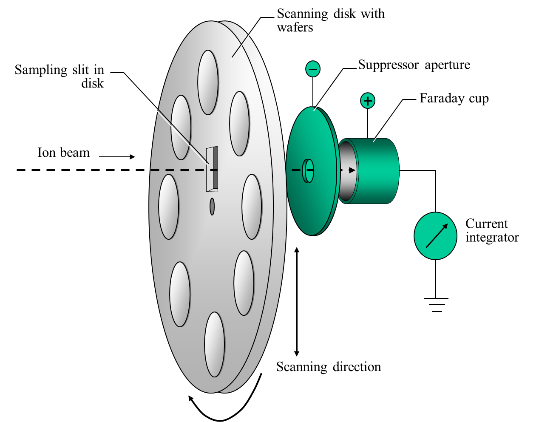 Scanning disk with
wafers
Suppressor aperture
Sampling slit in
disk
−
+
Faraday cup
Ion beam
Current
integrator
Scanning direction